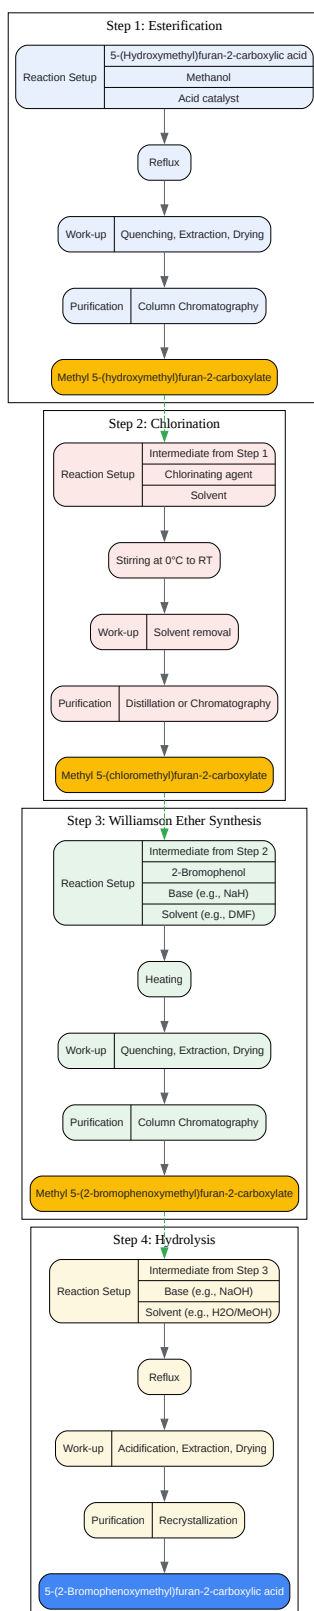 Step 1: Esterification
Reaction Setup
5-(Hydroxymethyl)furan-2-carboxylic acid
Methanol
Acid catalyst
Reflux
Work-up
Quenching, Extraction, Drying
Purification
Column Chromatography
Methyl 5-(hydroxymethyl)furan-2-carboxylate
Step 2: Chlorination
Reaction Setup
Intermediate from Step 1
Chlorinating agent
Solvent
Stirring at 0°C to RT
Work-up
Solvent removal
Purification
Distillation or Chromatography
Methyl 5-(chloromethyl)furan-2-carboxylate
Step 3: Williamson Ether Synthesis
Reaction Setup
Intermediate from Step 2
2-Bromophenol
Base (e.g., NaH)
Solvent (e.g., DMF)
Heating
Work-up
Quenching, Extraction, Drying
Purification
Column Chromatography
Methyl 5-(2-bromophenoxymethyl)furan-2-carboxylate
Step 4: Hydrolysis
Reaction Setup
Intermediate from Step 3
Base (e.g., NaOH)
Solvent (e.g., H2O/MeOH)
Reflux
Work-up
Acidification, Extraction, Drying
Purification
Recrystallization
5-(2-Bromophenoxymethyl)furan-2-carboxylic acid